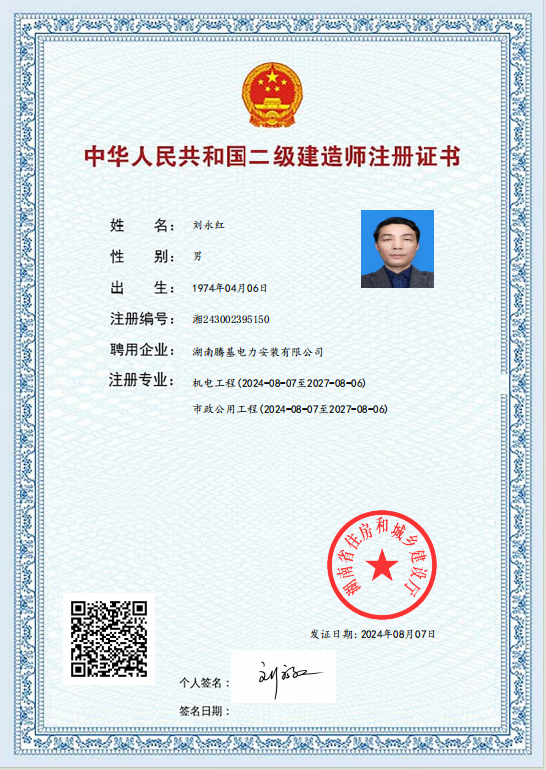 中华人民共和国二级建造师注册证书
姓 名： 刘永红
性 别： 男
出 生： 1974年04月06日
注册编号： 湘243002395150
聘用企业： 湖南腾基电力安装有限公司
注册专业： 机电工程(2024-08-07至2027-08-06)
市政公用工程(2024-08-07至2027-08-06)
湖南省住房和城乡建设厅
发证日期: 2024年08月07日
个人签名： 刘永红
签名日期：